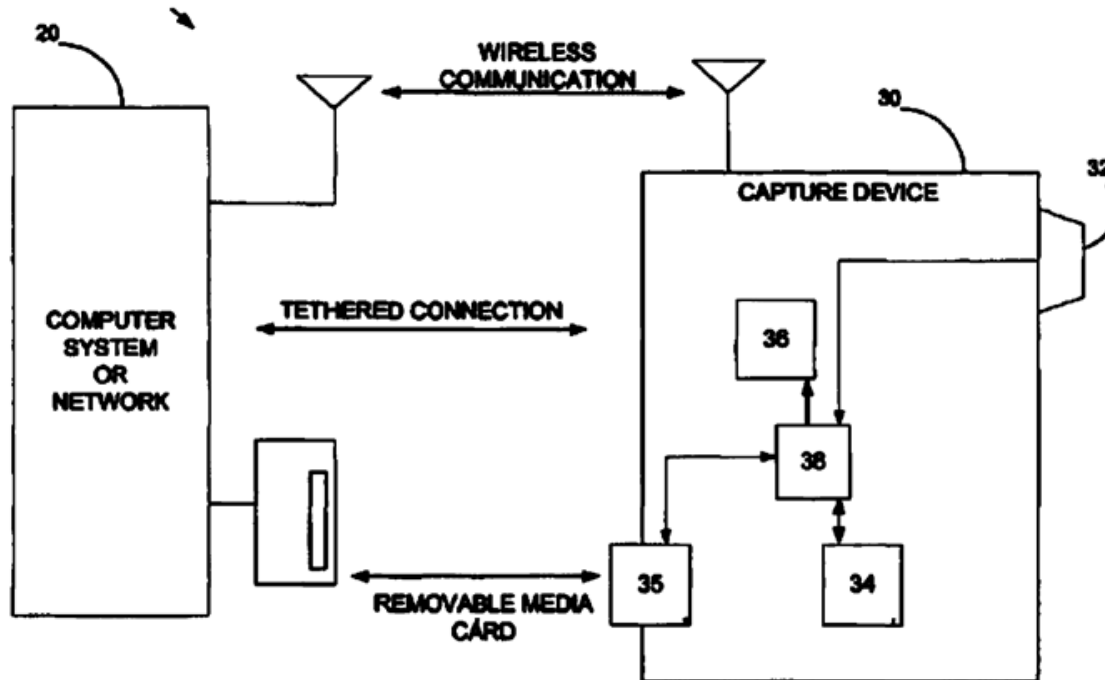 20
WIRELESS
COMMUNICATION
30
32
CAPTURE DEVICE
TETHERED CONNECTION
COMPUTER
SYSTEM
OR
NETWORK
36
38
35
34
REMOVABLE MEDIA
CARD